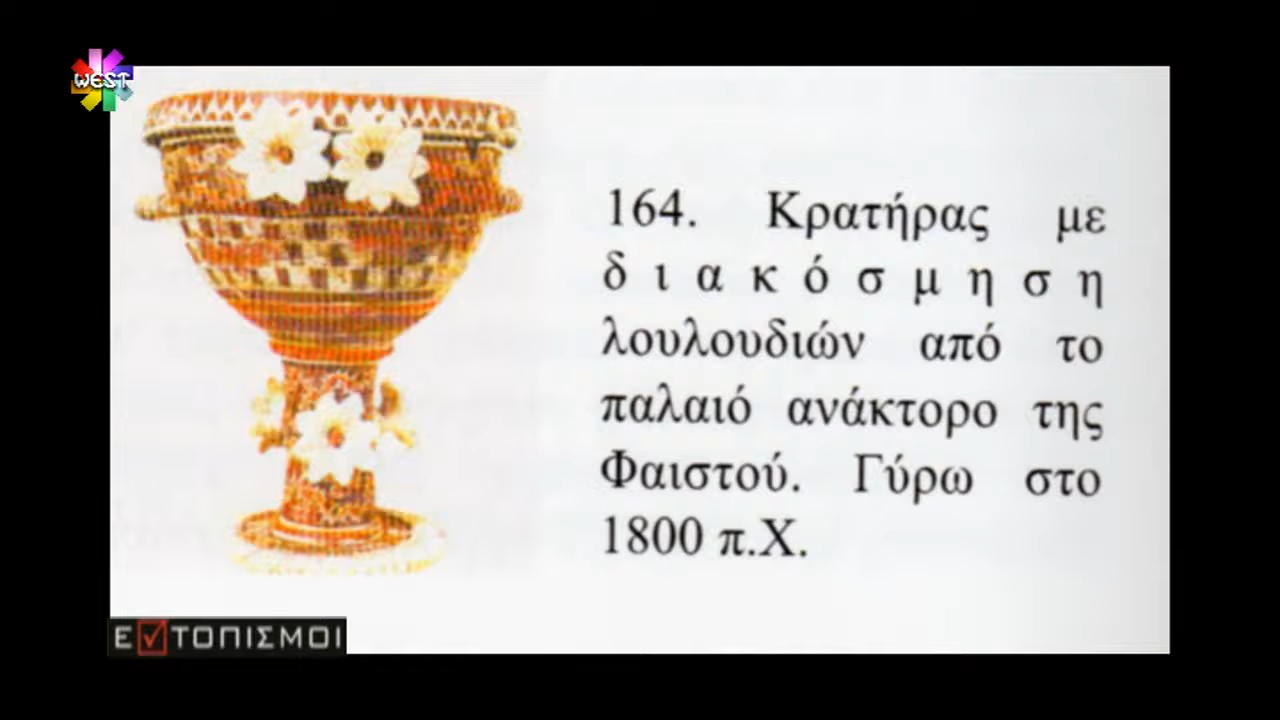 WEST
164. Κρατήρας με
δ ι α κ ό σ μ η σ η
λουλουδιών από το
παλαιό ανάκτορο της
Φαιστού. Γύρω στο
1800 π.Χ.
ΕΝΤΟΠΙΣΜΟΙ